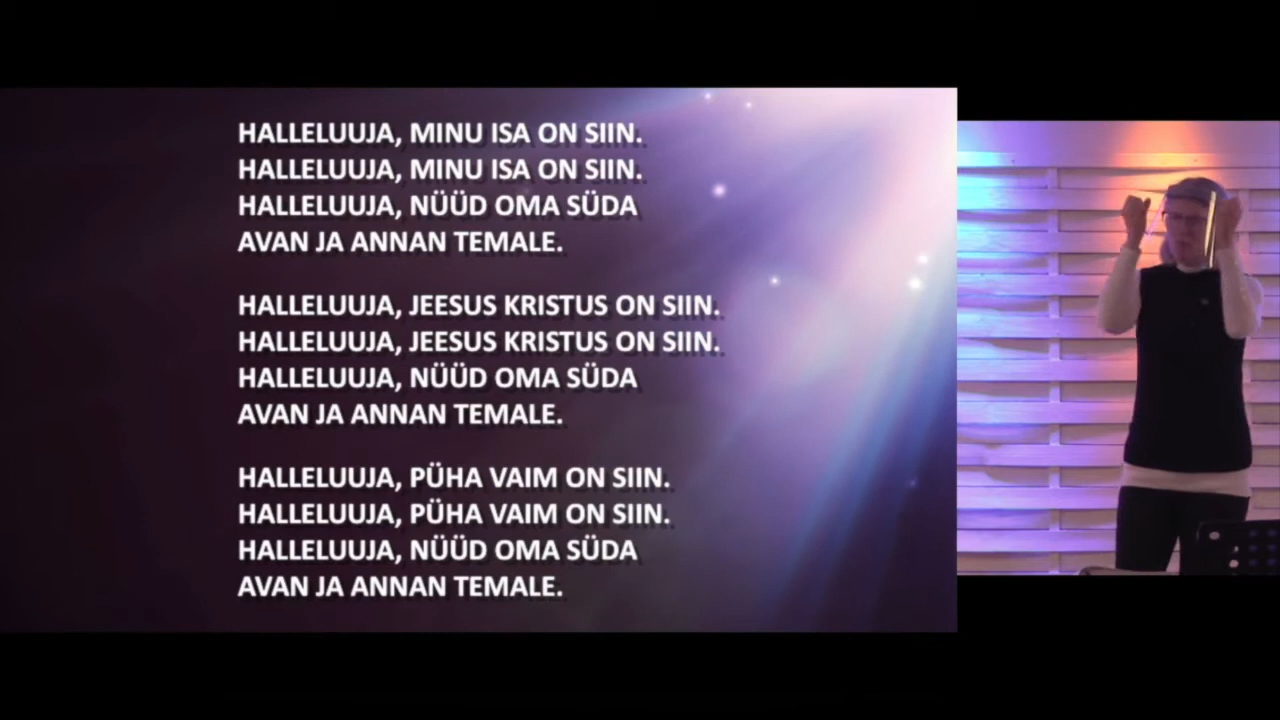 HALLELUUJA, MINU ISA ON SIIN.
HALLELUUJA, MINU ISA ON SIIN.
HALLELUUJA, NÜÜD OMA SÜDA
AVAN JA ANNAN TEMALE.
HALLELUUJA, JEESUS KRISTUS ON SIIN.
HALLELUUJA, JEESUS KRISTUS ON SIIN.
HALLELUUJA, NÜÜD OMA SÜDA
AVAN JA ANNAN TEMALE.
HALLELUUJA, PÜHA VAIM ON SIIN.
HALLELUUJA, PÜHA VAIM ON SIIN.
HALLELUUJA, NÜÜD OMA SÜDA
AVAN JA ANNAN TEMALE.